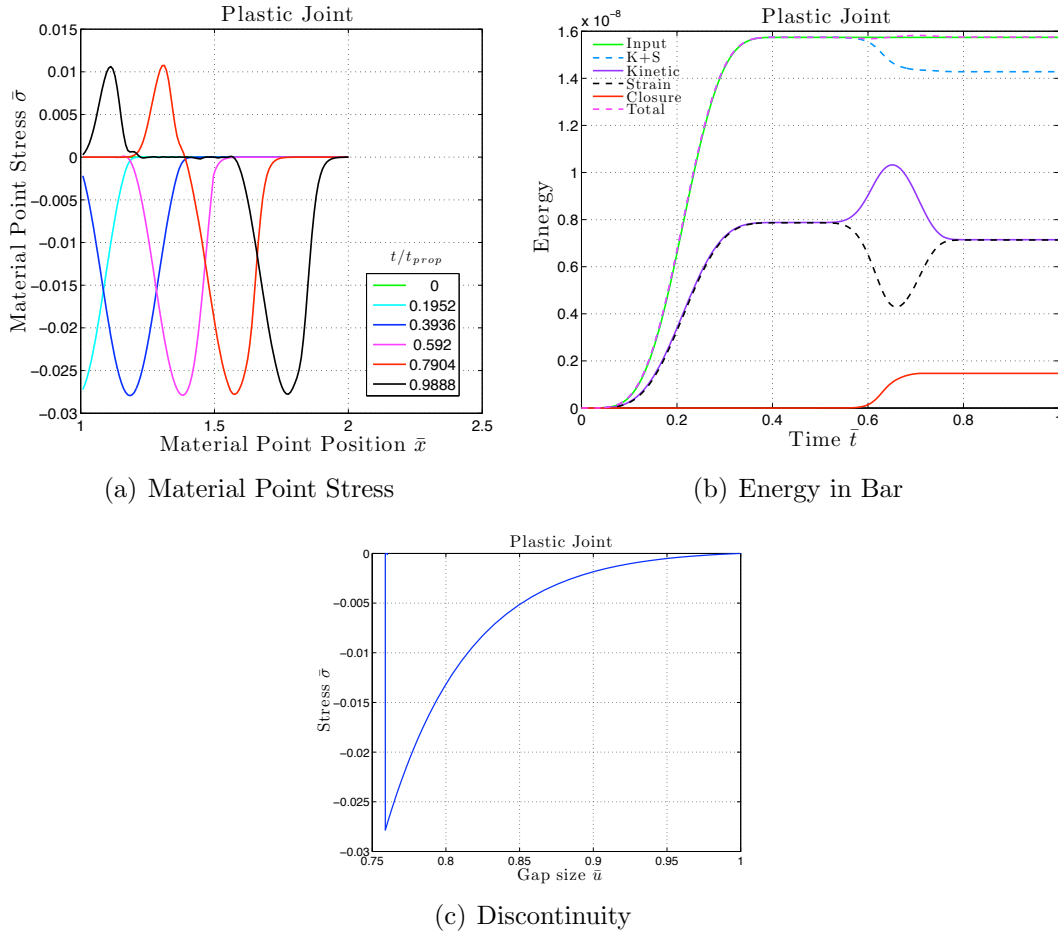 Plastic Joint
Material Point Stress σ̄
0.01
0.005
0
−0.005
−0.01
−0.015
−0.02
−0.025
−0.03
1
1.5
2
2.5
Material Point Position x̄
t/t_prop
0
0.1952
0.3936
0.592
0.7904
0.9888
(a) Material Point Stress
Plastic Joint
x 10⁻⁸
Energy
1.6
1.4
1.2
1
0.8
0.6
0.4
0.2
0
0
0.2
0.4
0.6
0.8
1
Time t̄
Input
K+S
Kinetic
Strain
Closure
Total
(b) Energy in Bar
Plastic Joint
Stress σ̄
0
−0.005
−0.01
−0.015
−0.02
−0.025
−0.03
0.75
0.8
0.85
0.9
0.95
1
Gap size ū
(c) Discontinuity